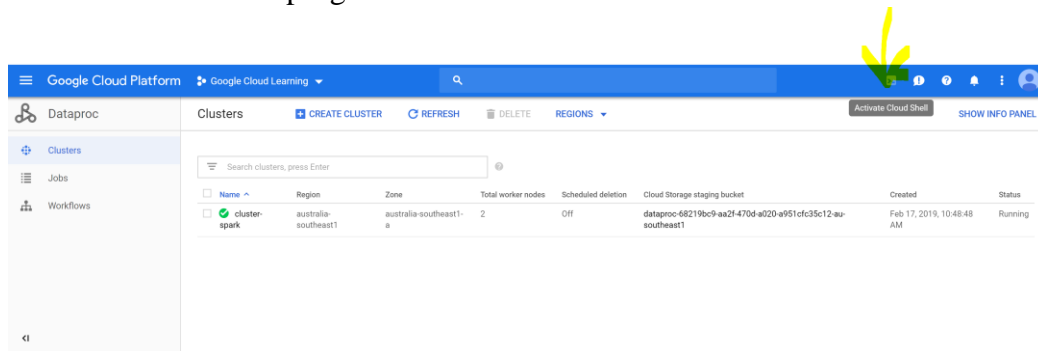 Google Cloud Platform Google Cloud Learning
Activate Cloud Shell
Dataproc Clusters CREATE CLUSTER REFRESH DELETE REGIONS SHOW INFO PANEL
Clusters
Jobs
Workflows
Search clusters, press Enter
Name Region Zone Total worker nodes Scheduled deletion Cloud Storage staging bucket Created Status
cluster- australia- australia-southeast1- 2 Off dataproc-68219bc9-aa2f-470d-a020-a951cfc35c12-au- Feb 17, 2019, 10:48:48 Running
spark southeast1 a southeast1 AM